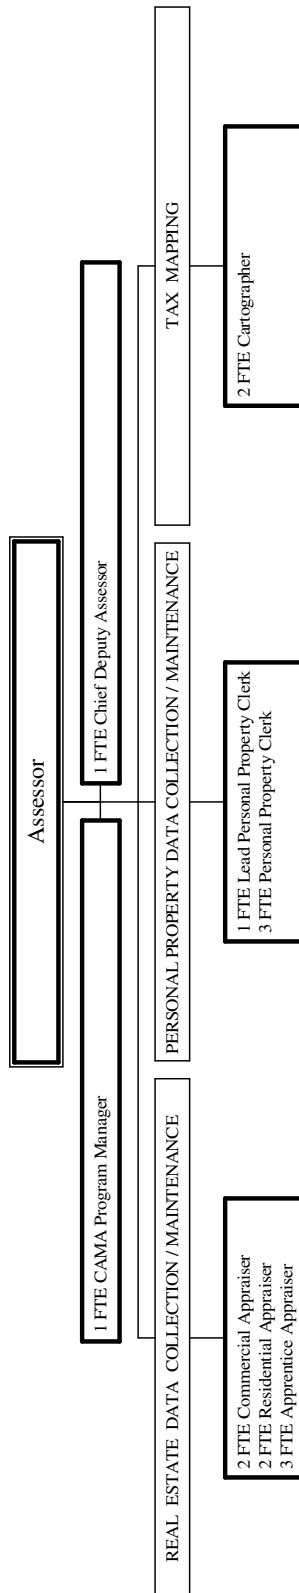 Assessor
1 FTE CAMA Program Manager
1 FTE Chief Deputy Assessor
REAL ESTATE DATA COLLECTION / MAINTENANCE
PERSONAL PROPERTY DATA COLLECTION / MAINTENANCE
TAX MAPPING
2 FTE Commercial Appraiser
2 FTE Residential Appraiser
3 FTE Apprentice Appraiser
1 FTE Lead Personal Property Clerk
3 FTE Personal Property Clerk
2 FTE Cartographer